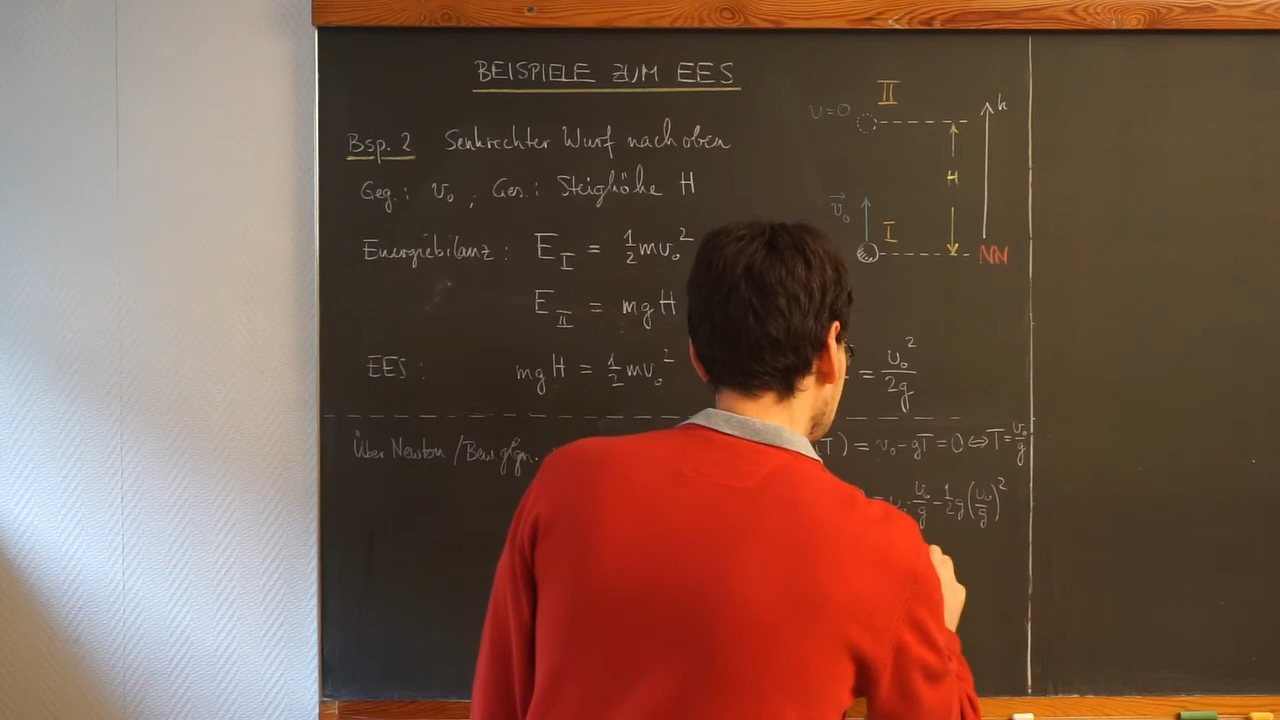 BEISPIELE ZUM EES
Bsp. 2 Senkrechter Wurf nach oben
Geg.: v₀, Ges.: Steighöhe H
Energiebilanz: E_I = ½mv₀²
E_II = mgH
EES: mgH = ½mv₀²
= v₀²/2g
Über Newton/Bew.glgn.
(T) = v₀ - gT = 0 ⇔ T = v₀/g
= v₀·v₀/g - ½g(v₀/g)²
II
v=0
h
H
v⃗₀
I
NN